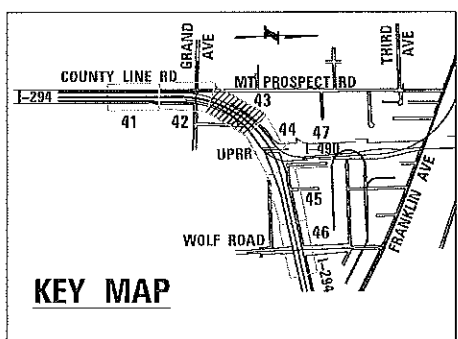 GRAND AVE
THIRD AVE
N
COUNTY LINE RD
MT PROSPECT RD
I-294
41
42
43
44
47
I-490
UPRR
45
46
FRANKLIN AVE
WOLF ROAD
I-294
KEY MAP